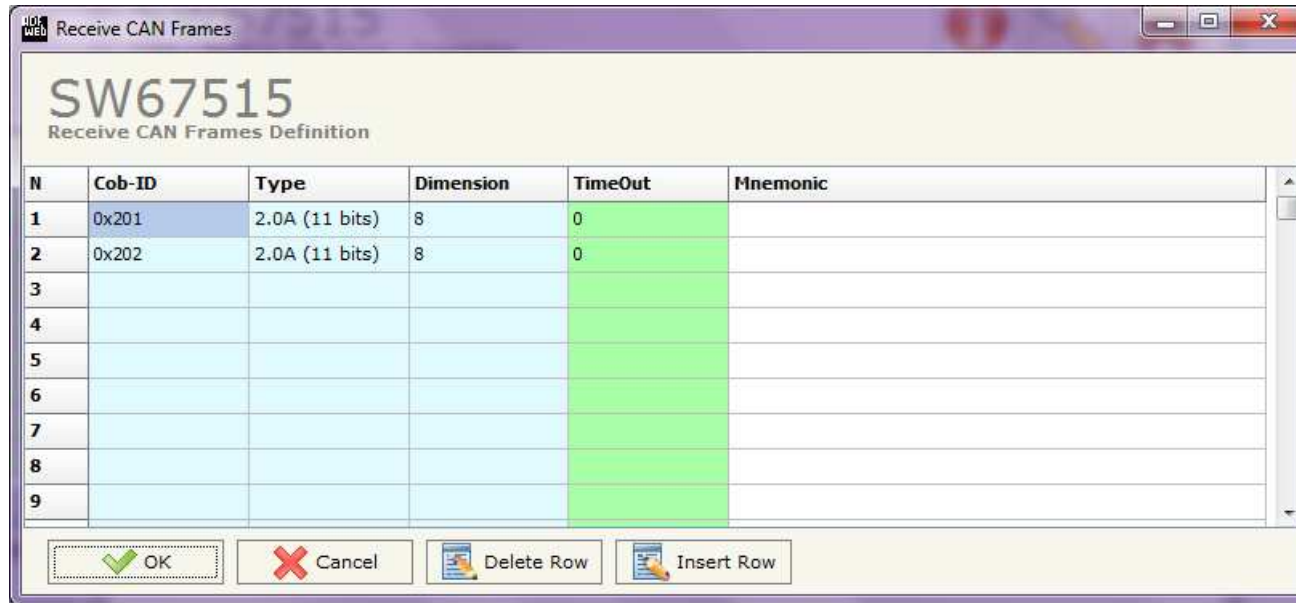 ADF
WEB
Receive CAN Frames
SW67515
Receive CAN Frames Definition
N Cob-ID Type Dimension TimeOut Mnemonic
1 0x201 2.0A (11 bits) 8 0
2 0x202 2.0A (11 bits) 8 0
3
4
5
6
7
8
9
OK Cancel Delete Row Insert Row